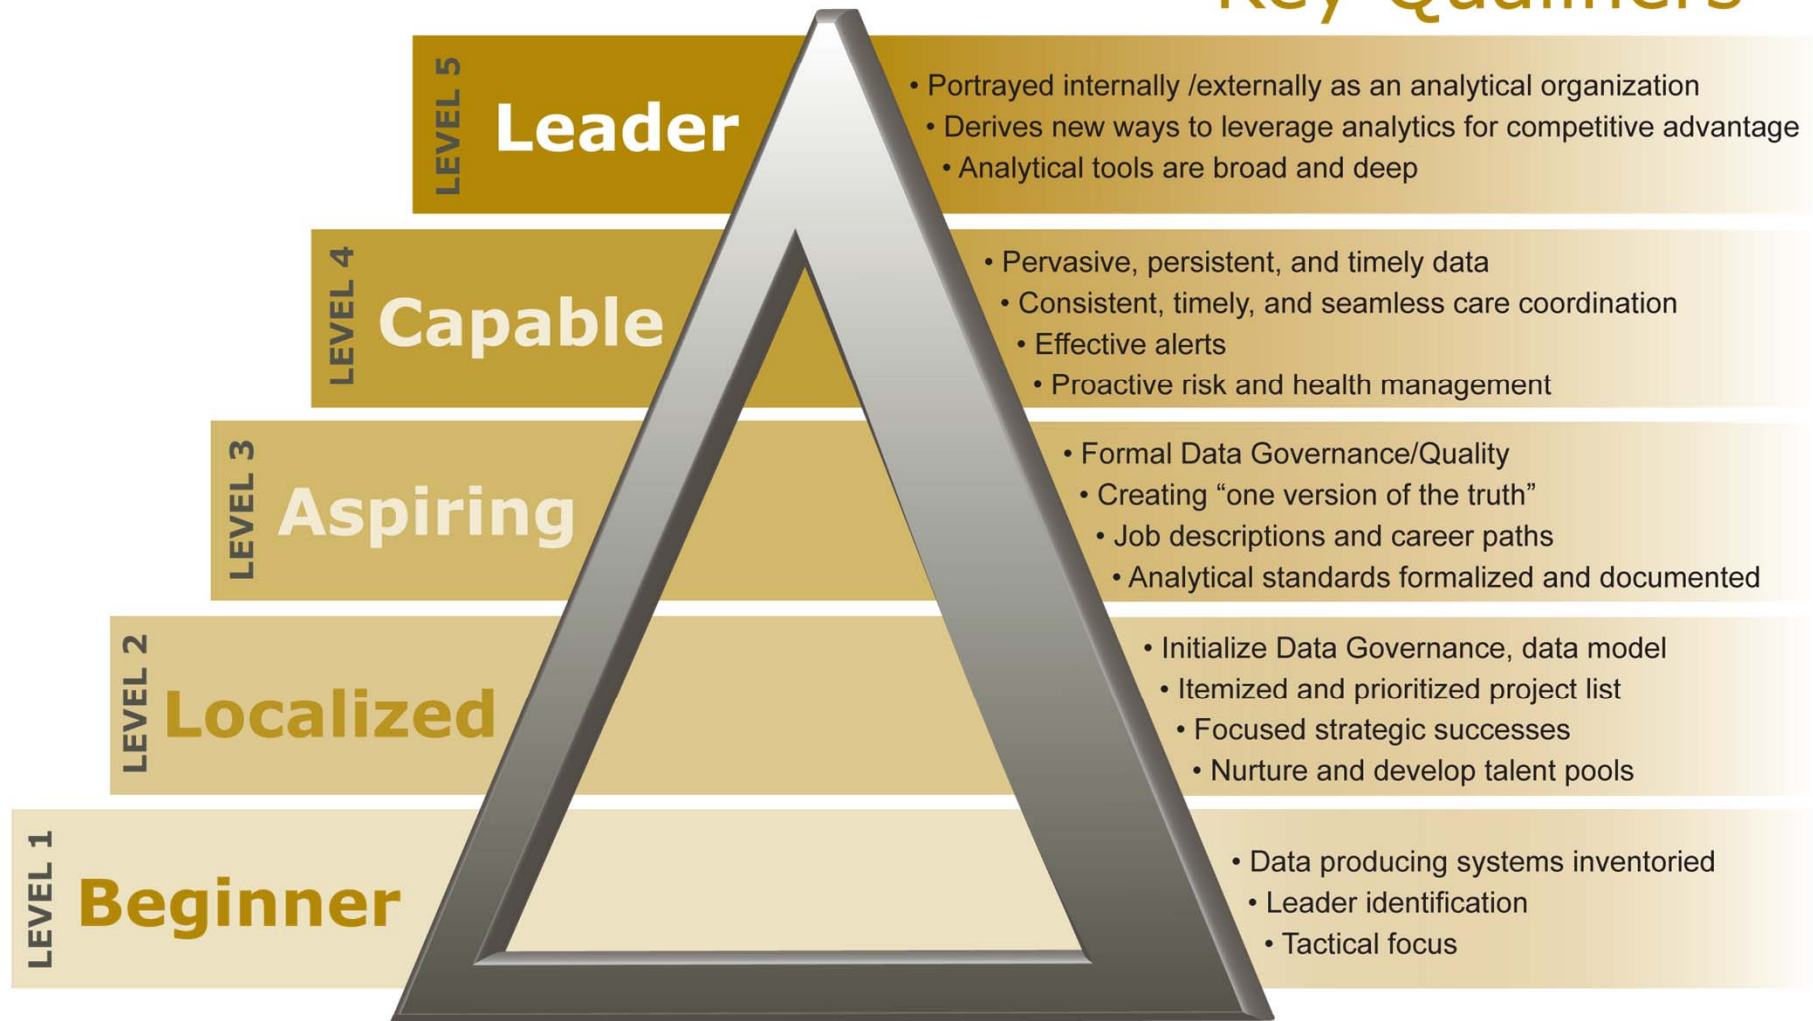 Key Qualifiers
LEVEL 5
Leader
• Portrayed internally /externally as an analytical organization
• Derives new ways to leverage analytics for competitive advantage
• Analytical tools are broad and deep
LEVEL 4
Capable
• Pervasive, persistent, and timely data
• Consistent, timely, and seamless care coordination
• Effective alerts
• Proactive risk and health management
LEVEL 3
Aspiring
• Formal Data Governance/Quality
• Creating “one version of the truth”
• Job descriptions and career paths
• Analytical standards formalized and documented
LEVEL 2
Localized
• Initialize Data Governance, data model
• Itemized and prioritized project list
• Focused strategic successes
• Nurture and develop talent pools
LEVEL 1
Beginner
• Data producing systems inventoried
• Leader identification
• Tactical focus